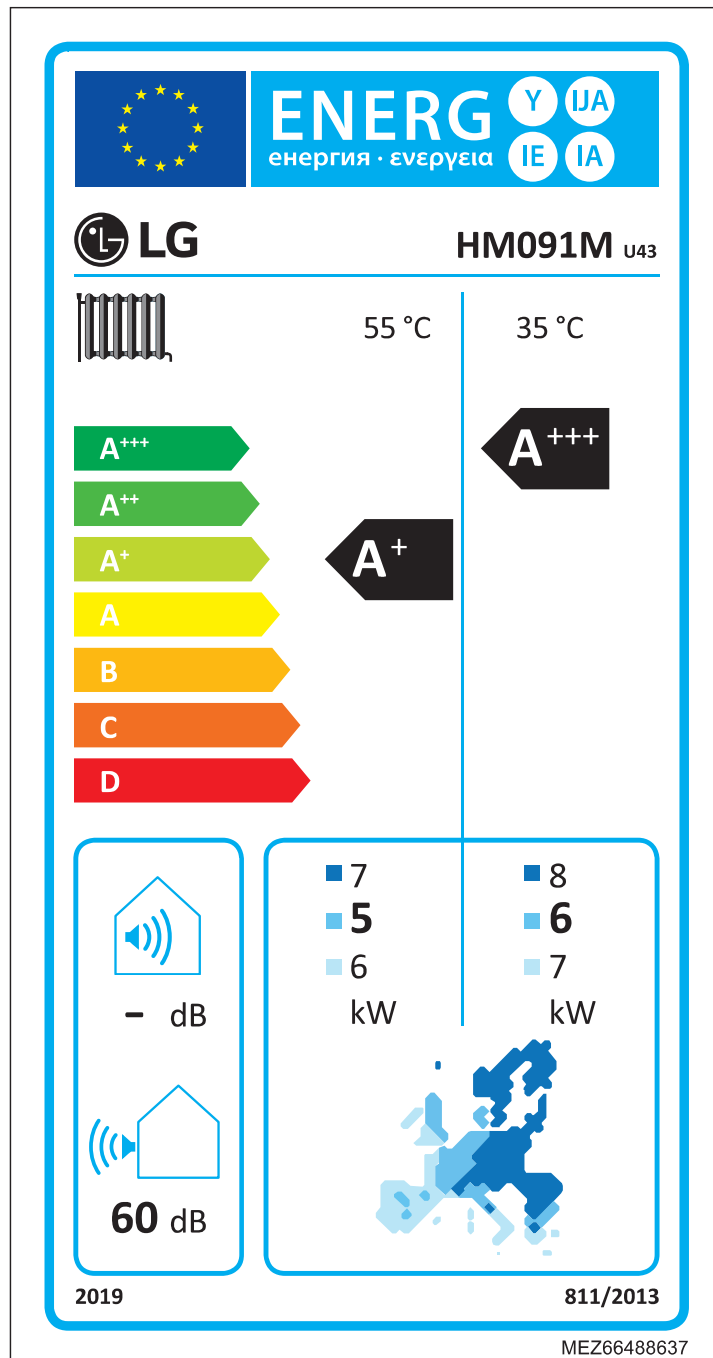 ENERG
енергия · ενεργεια
Y IJA
IE IA
LG
HM091M U43
55 °C
35 °C
A+++
A++
A+
A
B
C
D
A+
A+++
- dB
60 dB
7
5
6
kW
8
6
7
kW
2019
811/2013
MEZ66488637